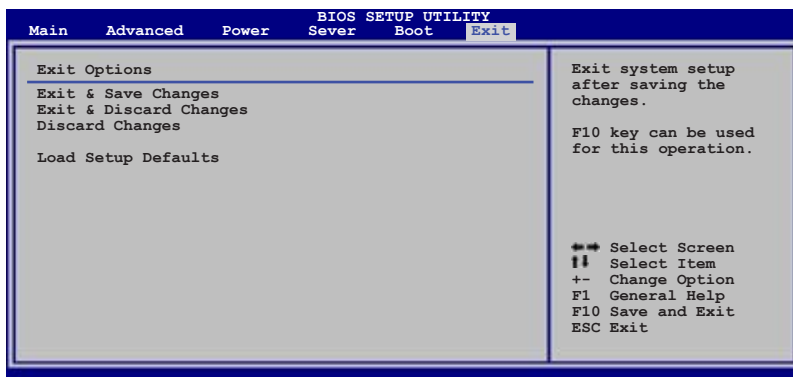 BIOS SETUP UTILITY
Main Advanced Power Sever Boot Exit
Exit Options
Exit & Save Changes
Exit & Discard Changes
Discard Changes
Load Setup Defaults
Exit system setup
after saving the
changes.
F10 key can be used
for this operation.
Select Screen
Select Item
+- Change Option
F1 General Help
F10 Save and Exit
ESC Exit